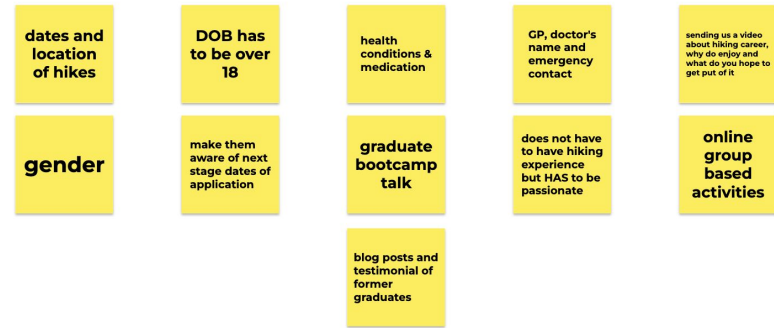 dates and
location
of hikes
DOB has
to be over
18
health
conditions &
medication
GP, doctor's
name and
emergency
contact
sending us a video
about hiking career,
why do enjoy and
what do you hope to
get put of it
gender
make them
aware of next
stage dates of
application
graduate
bootcamp
talk
does not have
to have hiking
experience
but HAS to be
passionate
online
group
based
activities
blog posts and
testimonial of
former
graduates